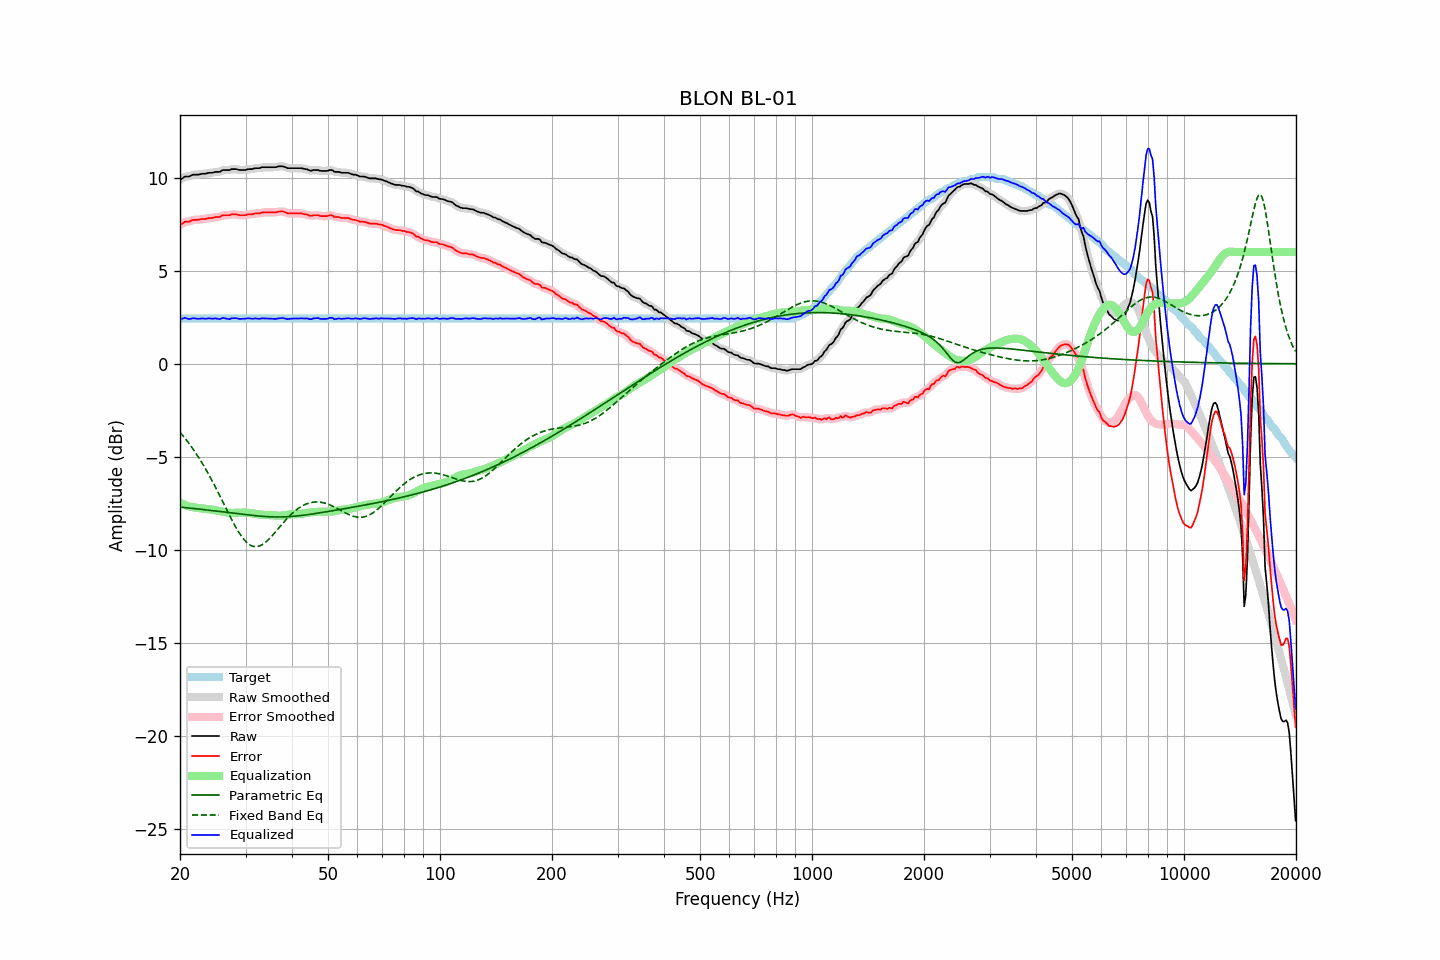 BLON BL-01
Amplitude (dBr)
10
5
0
−5
−10
−15
−20
−25
Target
Raw Smoothed
Error Smoothed
Raw
Error
Equalization
Parametric Eq
Fixed Band Eq
Equalized
20 50 100 200 500 1000 2000 5000 10000 20000
Frequency (Hz)